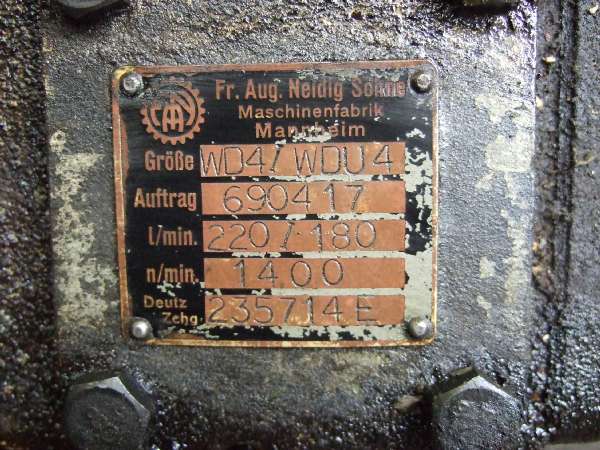 Fr. Aug. Neidig Söhne
Maschinenfabrik
Mannheim
Größe WD4/WDU4
Auftrag 690417
l/min. 220/180
n/min. 1400
Deutz Zchg. 235714E